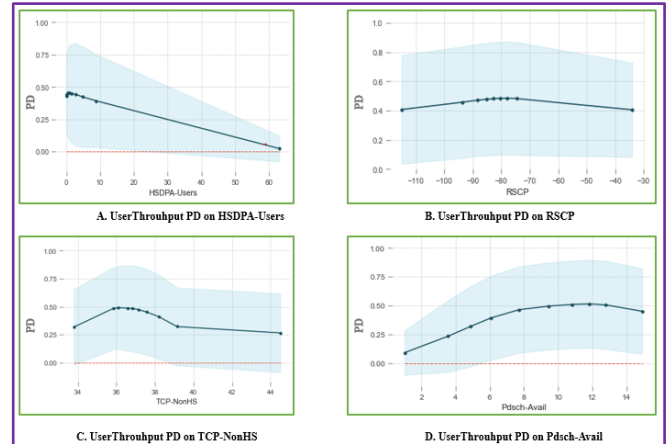 1.00
0.75
0.50
0.25
0.00
PD
0 10 20 30 40 50 60
HSDPA-Users
A. UserThroughput PD on HSDPA-Users
1.0
0.8
0.6
0.4
0.2
0.0
PD
−110 −100 −90 −80 −70 −60 −50 −40 −30
RSCP
B. UserThroughput PD on RSCP
1.00
0.75
0.50
0.25
0.00
PD
34 36 38 40 42 44
TCP-NonHS
C. UserThroughput PD on TCP-NonHS
1.00
0.75
0.50
0.25
0.00
PD
2 4 6 8 10 12 14
Pdsch-Avail
D. UserThroughput PD on Pdsch-Avail